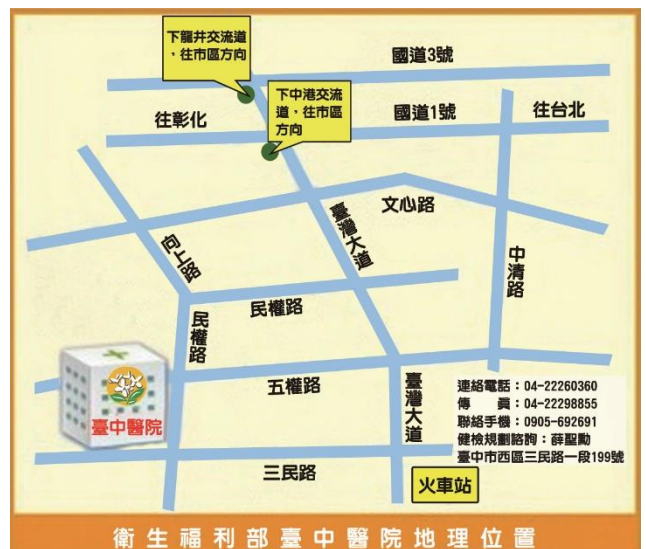 下龍井交流道
，往市區方向
國道3號
下中港交流
道，往市區
方向
往彰化
國道1號
往台北
文心路
臺灣大道
向上路
中清路
民權路
民權路
五權路
臺灣大道
臺中醫院
三民路
火車站
連絡電話：04-22260360
傳　　真：04-22298855
聯絡手機：0905-692691
健檢規劃諮詢：薛聖勳
臺中市西區三民路一段199號
衛生福利部臺中醫院地理位置